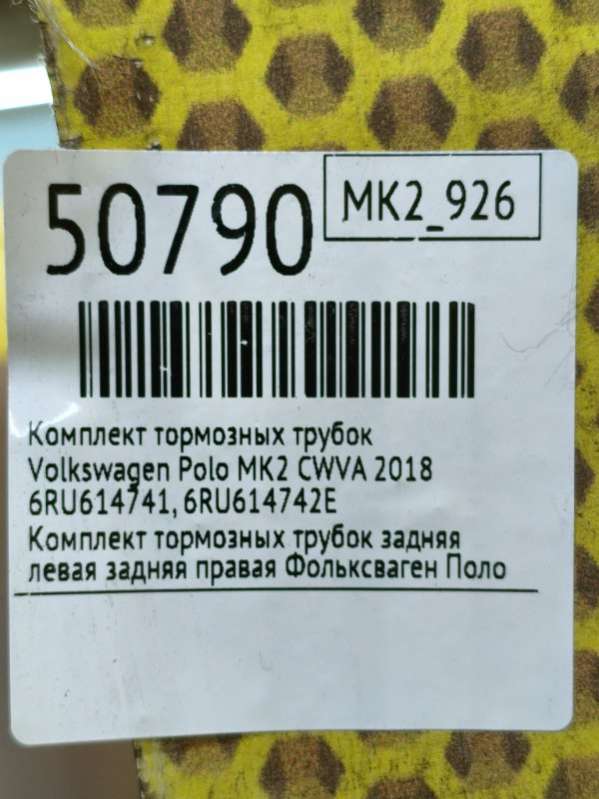 50790
MK2_926
Комплект тормозных трубок
Volkswagen Polo MK2 CWVA 2018
6RU614741, 6RU614742E
Комплект тормозных трубок задняя
левая задняя правая Фольксваген Поло